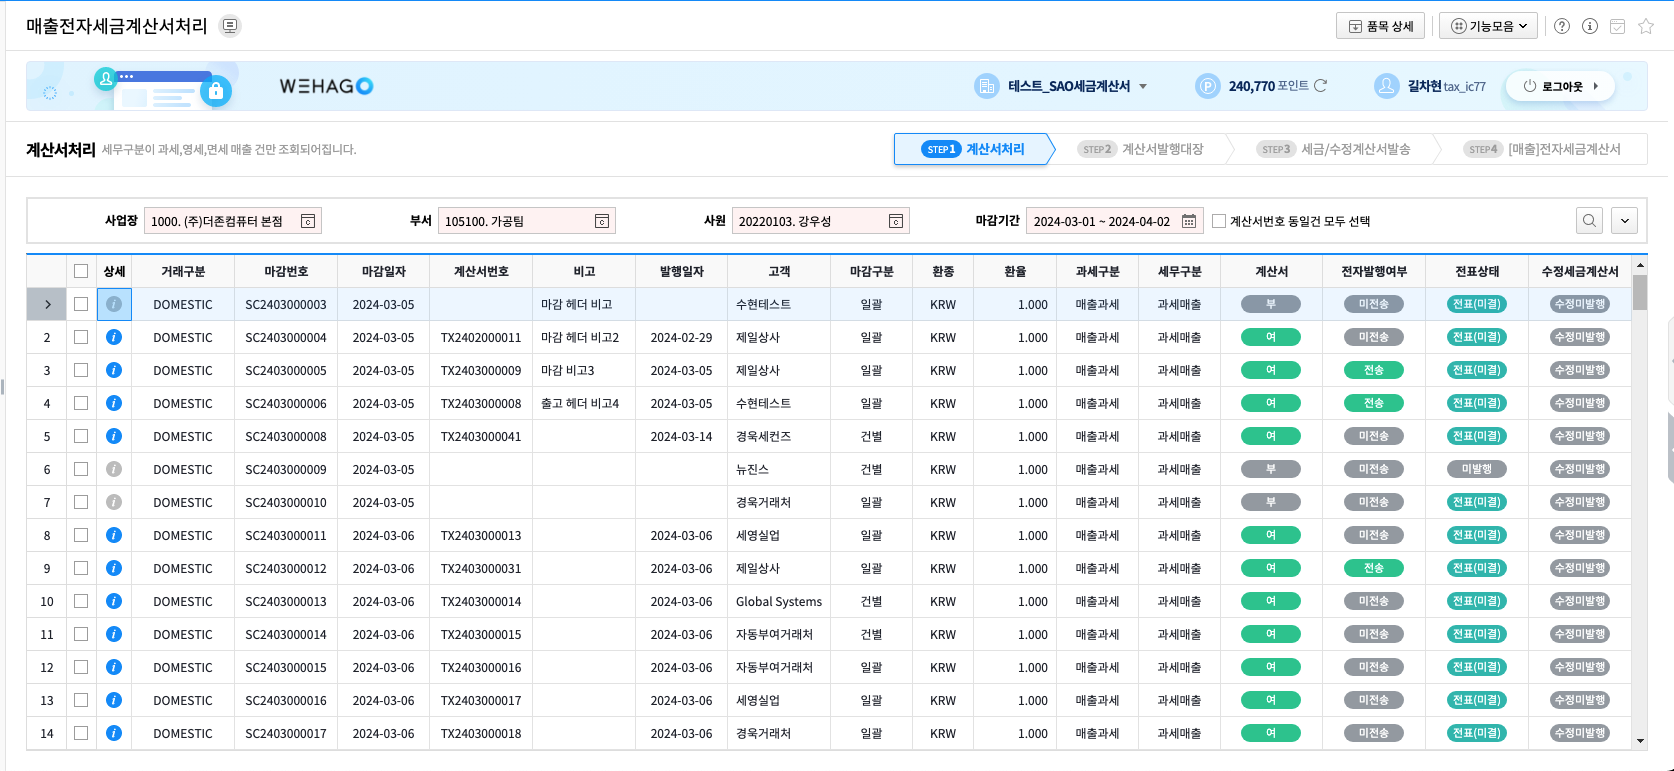 매출전자세금계산서처리
품목 상세 기능모음
WEHAGO 테스트_SAO세금계산서 240,770 포인트 길차현 tax_ic77 로그아웃
계산서처리 세무구분이 과세,영세,면세 매출 건만 조회되어집니다.
STEP1 계산서처리 STEP2 계산서발행대장 STEP3 세금/수정계산서발송 STEP4 [매출]전자세금계산서
사업장 1000. (주)더존컴퓨터 본점 부서 105100. 가공팀 사원 20220103. 강우성 마감기간 2024-03-01 ~ 2024-04-02 계산서번호 동일건 모두 선택
상세 거래구분 마감번호 마감일자 계산서번호 비고 발행일자 고객 마감구분 환종 환율 과세구분 세무구분 계산서 전자발행여부 전표상태 수정세금계산서
DOMESTIC SC2403000003 2024-03-05 마감 헤더 비고 수현테스트 일괄 KRW 1.000 매출과세 과세매출 부 미전송 전표(미결) 수정미발행
2 DOMESTIC SC2403000004 2024-03-05 TX2402000011 마감 헤더 비고2 2024-02-29 제일상사 일괄 KRW 1.000 매출과세 과세매출 여 미전송 전표(미결) 수정미발행
3 DOMESTIC SC2403000005 2024-03-05 TX2403000009 마감 비고3 2024-03-05 제일상사 일괄 KRW 1.000 매출과세 과세매출 여 전송 전표(미결) 수정미발행
4 DOMESTIC SC2403000006 2024-03-05 TX2403000008 출고 헤더 비고4 2024-03-05 수현테스트 일괄 KRW 1.000 매출과세 과세매출 여 전송 전표(미결) 수정미발행
5 DOMESTIC SC2403000008 2024-03-05 TX2403000041 2024-03-14 경욱세컨즈 건별 KRW 1.000 매출과세 과세매출 여 미전송 전표(미결) 수정미발행
6 DOMESTIC SC2403000009 2024-03-05 뉴진스 건별 KRW 1.000 매출과세 과세매출 부 미전송 미발행 수정미발행
7 DOMESTIC SC2403000010 2024-03-05 경욱거래처 일괄 KRW 1.000 매출과세 과세매출 부 미전송 전표(미결) 수정미발행
8 DOMESTIC SC2403000011 2024-03-06 TX2403000013 2024-03-06 세영실업 일괄 KRW 1.000 매출과세 과세매출 여 미전송 전표(미결) 수정미발행
9 DOMESTIC SC2403000012 2024-03-06 TX2403000031 2024-03-06 제일상사 일괄 KRW 1.000 매출과세 과세매출 여 전송 전표(미결) 수정미발행
10 DOMESTIC SC2403000013 2024-03-06 TX2403000014 2024-03-06 Global Systems 건별 KRW 1.000 매출과세 과세매출 여 미전송 전표(미결) 수정미발행
11 DOMESTIC SC2403000014 2024-03-06 TX2403000015 2024-03-06 자동부여거래처 건별 KRW 1.000 매출과세 과세매출 여 미전송 전표(미결) 수정미발행
12 DOMESTIC SC2403000015 2024-03-06 TX2403000016 2024-03-06 자동부여거래처 일괄 KRW 1.000 매출과세 과세매출 여 미전송 전표(미결) 수정미발행
13 DOMESTIC SC2403000016 2024-03-06 TX2403000017 2024-03-06 세영실업 일괄 KRW 1.000 매출과세 과세매출 여 미전송 전표(미결) 수정미발행
14 DOMESTIC SC2403000017 2024-03-06 TX2403000018 2024-03-06 경욱거래처 일괄 KRW 1.000 매출과세 과세매출 여 미전송 전표(미결) 수정미발행